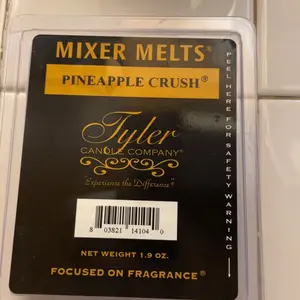 MIXER MELTS®
PINEAPPLE CRUSH®
Tyler
CANDLE COMPANY®
"Experience the Difference"®
8 03821 14104 0
NET WEIGHT 1.9 OZ.
FOCUSED ON FRAGRANCE®
PEEL HERE FOR SAFETY WARNING